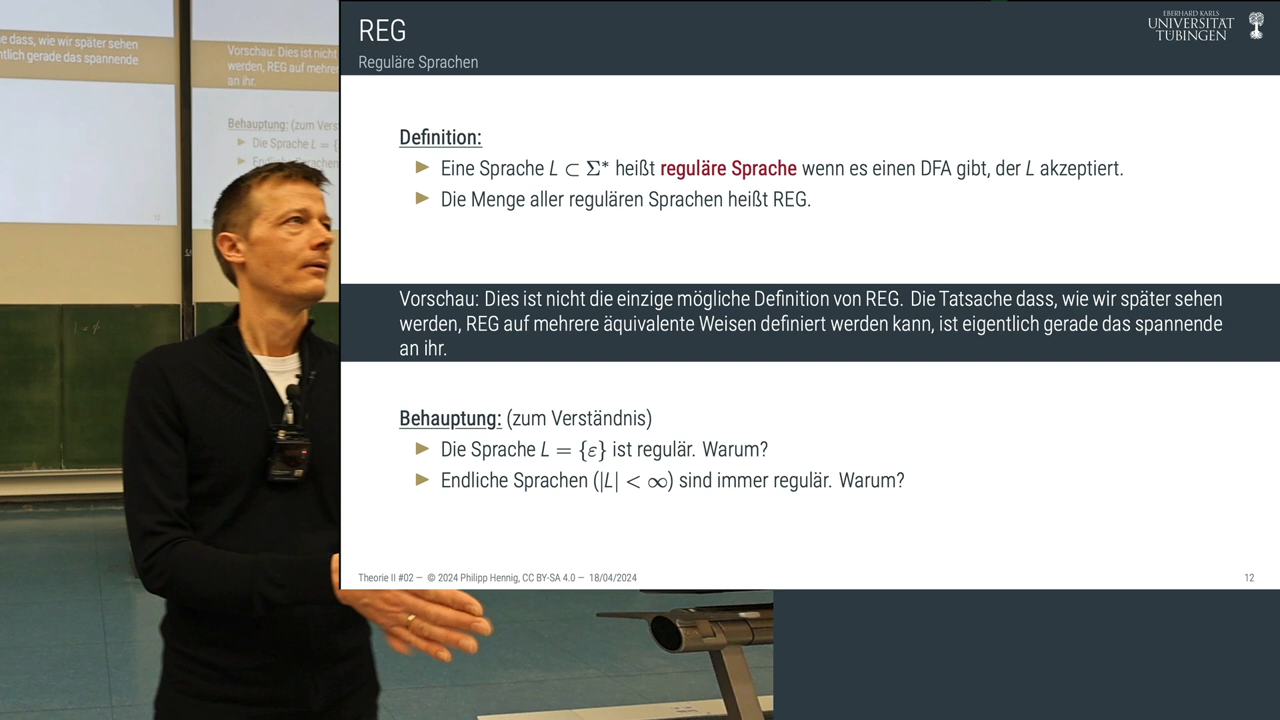 e dass, wie wir später sehen
ntlich gerade das spannende
Vorschau: Dies ist nicht
werden, REG auf mehre
an ihr.
Behauptung: (zum Vers
► Die Sprache L = {
► Endliche Sprachen
REG
Reguläre Sprachen
EBERHARD KARLS
UNIVERSITÄT
TÜBINGEN
Definition:
► Eine Sprache L ⊂ Σ* heißt reguläre Sprache wenn es einen DFA gibt, der L akzeptiert.
► Die Menge aller regulären Sprachen heißt REG.
Vorschau: Dies ist nicht die einzige mögliche Definition von REG. Die Tatsache dass, wie wir später sehen
werden, REG auf mehrere äquivalente Weisen definiert werden kann, ist eigentlich gerade das spannende
an ihr.
Behauptung: (zum Verständnis)
► Die Sprache L = {ε} ist regulär. Warum?
► Endliche Sprachen (|L| < ∞) sind immer regulär. Warum?
Theorie II #02 — © 2024 Philipp Hennig, CC BY-SA 4.0 — 18/04/2024
12